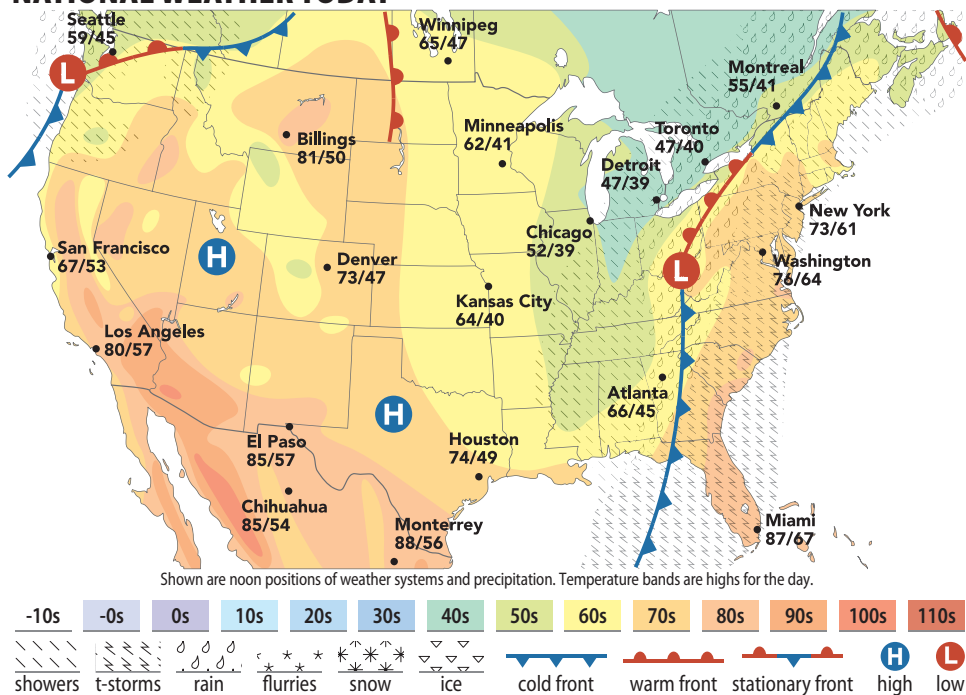 NATIONAL WEATHER TODAY
Seattle
59/45
Winnipeg
65/47
L
Montreal
55/41
Billings
81/50
Minneapolis
62/41
Toronto
47/40
Detroit
47/39
New York
73/61
San Francisco
67/53
H
Denver
73/47
Chicago
52/39
L
Washington
76/64
Kansas City
64/40
Los Angeles
80/57
Atlanta
66/45
H
El Paso
85/57
Houston
74/49
Chihuahua
85/54
Monterrey
88/56
Miami
87/67
Shown are noon positions of weather systems and precipitation. Temperature bands are highs for the day.
-10s -0s 0s 10s 20s 30s 40s 50s 60s 70s 80s 90s 100s 110s
H L
showers t-storms rain flurries snow ice cold front warm front stationary front high low